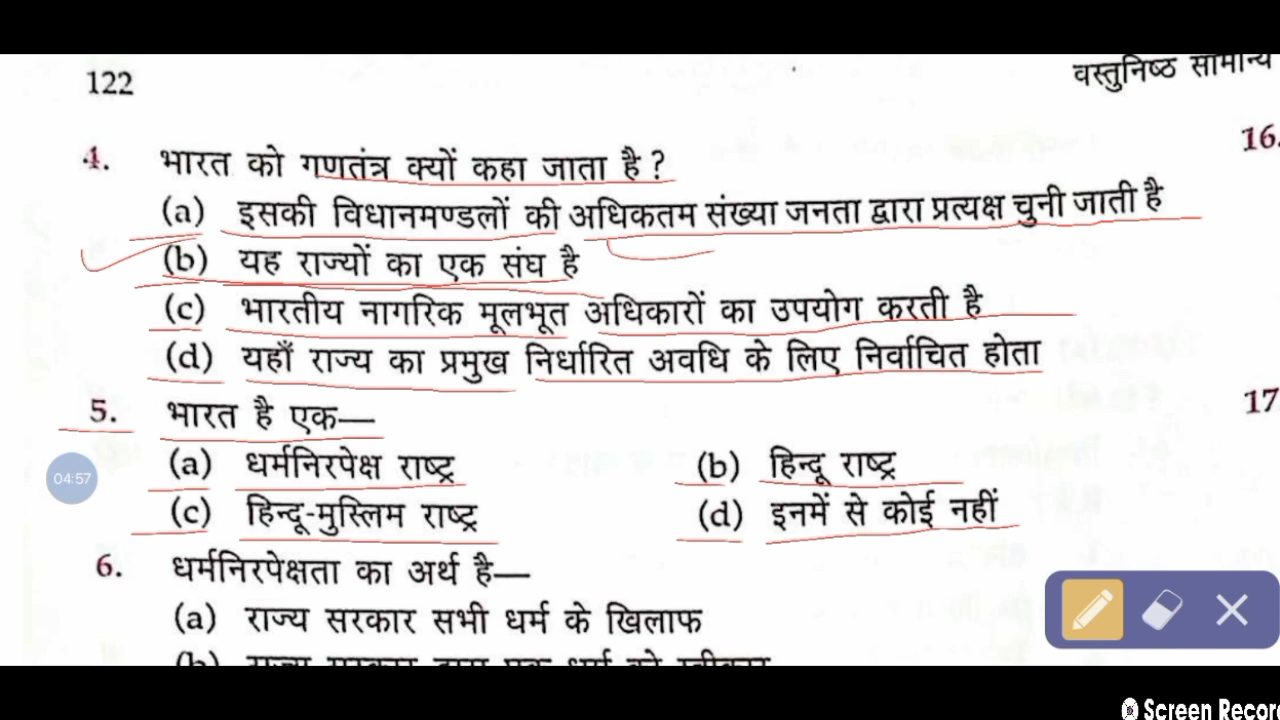 122
वस्तुनिष्ठ सामान्य
4. भारत को गणतंत्र क्यों कहा जाता है?
(a) इसकी विधानमण्डलों की अधिकतम संख्या जनता द्वारा प्रत्यक्ष चुनी जाती है
(b) यह राज्यों का एक संघ है
(c) भारतीय नागरिक मूलभूत अधिकारों का उपयोग करती है
(d) यहाँ राज्य का प्रमुख निर्धारित अवधि के लिए निर्वाचित होता
5. भारत है एक—
(a) धर्मनिरपेक्ष राष्ट्र (b) हिन्दू राष्ट्र
(c) हिन्दू-मुस्लिम राष्ट्र (d) इनमें से कोई नहीं
6. धर्मनिरपेक्षता का अर्थ है—
(a) राज्य सरकार सभी धर्म के खिलाफ
16.
17
04:57
Screen Recor